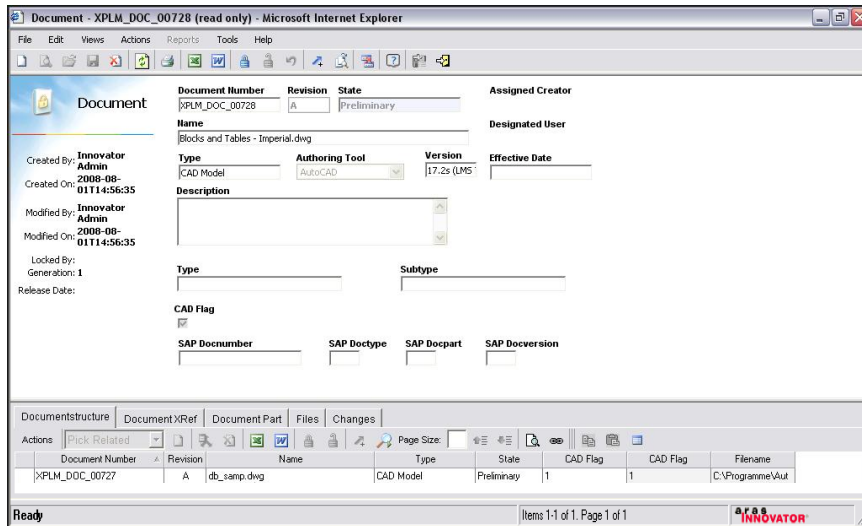 Document - XPLM_DOC_00728 (read only) - Microsoft Internet Explorer
File Edit Views Actions Reports Tools Help
Document
Document Number Revision State Assigned Creator
XPLM_DOC_00728 A Preliminary
Name Designated User
Blocks and Tables - Imperial.dwg
Type Authoring Tool Version Effective Date
CAD Model AutoCAD 17.2s (LMS
Description
Created By: Innovator Admin
Created On: 2008-08-01T14:56:35
Modified By: Innovator Admin
Modified On: 2008-08-01T14:56:35
Locked By:
Generation: 1
Release Date:
Type Subtype
CAD Flag
SAP Docnumber SAP Doctype SAP Docpart SAP Docversion
Documentstructure Document XRef Document Part Files Changes
Actions Pick Related Page Size:
Document Number Revision Name Type State CAD Flag CAD Flag Filename
XPLM_DOC_00727 A db_samp.dwg CAD Model Preliminary 1 1 C:\Programme\Aut
Ready Items 1-1 of 1. Page 1 of 1 aras INNOVATOR